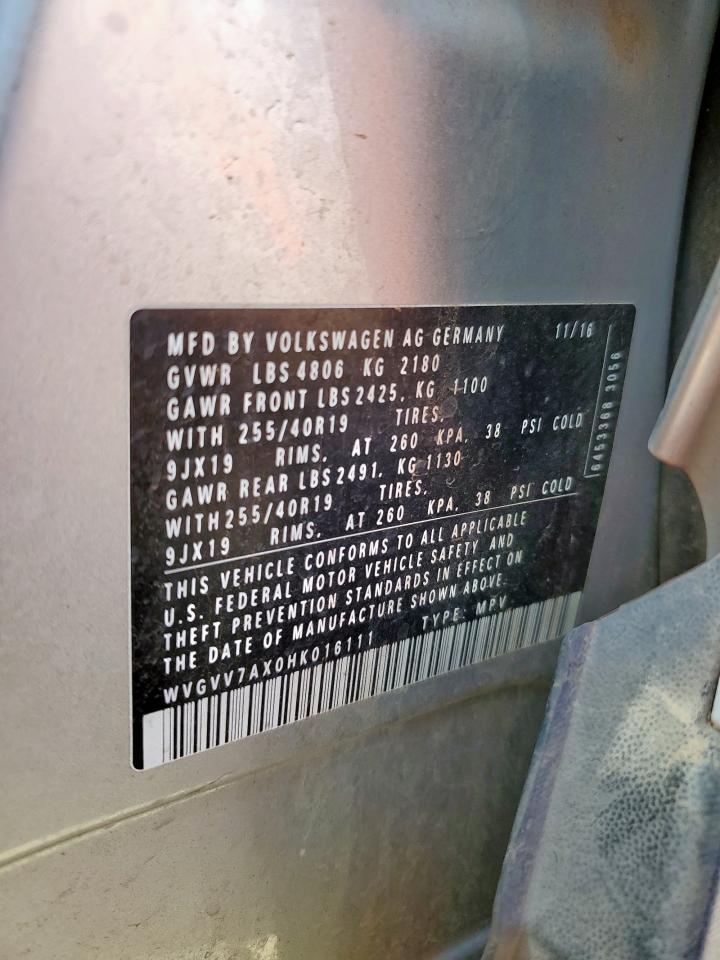 MFD BY VOLKSWAGEN AG GERMANY 11/16
GVWR LBS 4806 KG 2180
GAWR FRONT LBS 2425, KG 1100
WITH 255/40R19 TIRES,
9JX19 RIMS, AT 260 KPA, 38 PSI COLD
GAWR REAR LBS 2491, KG 1130
WITH 255/40R19 TIRES,
9JX19 RIMS, AT 260 KPA, 38 PSI COLD
THIS VEHICLE CONFORMS TO ALL APPLICABLE
U.S. FEDERAL MOTOR VEHICLE SAFETY AND
THEFT PREVENTION STANDARDS IN EFFECT ON
THE DATE OF MANUFACTURE SHOWN ABOVE.
WVGVV7AX0HK016111 TYPE: MPV
6453368 3056